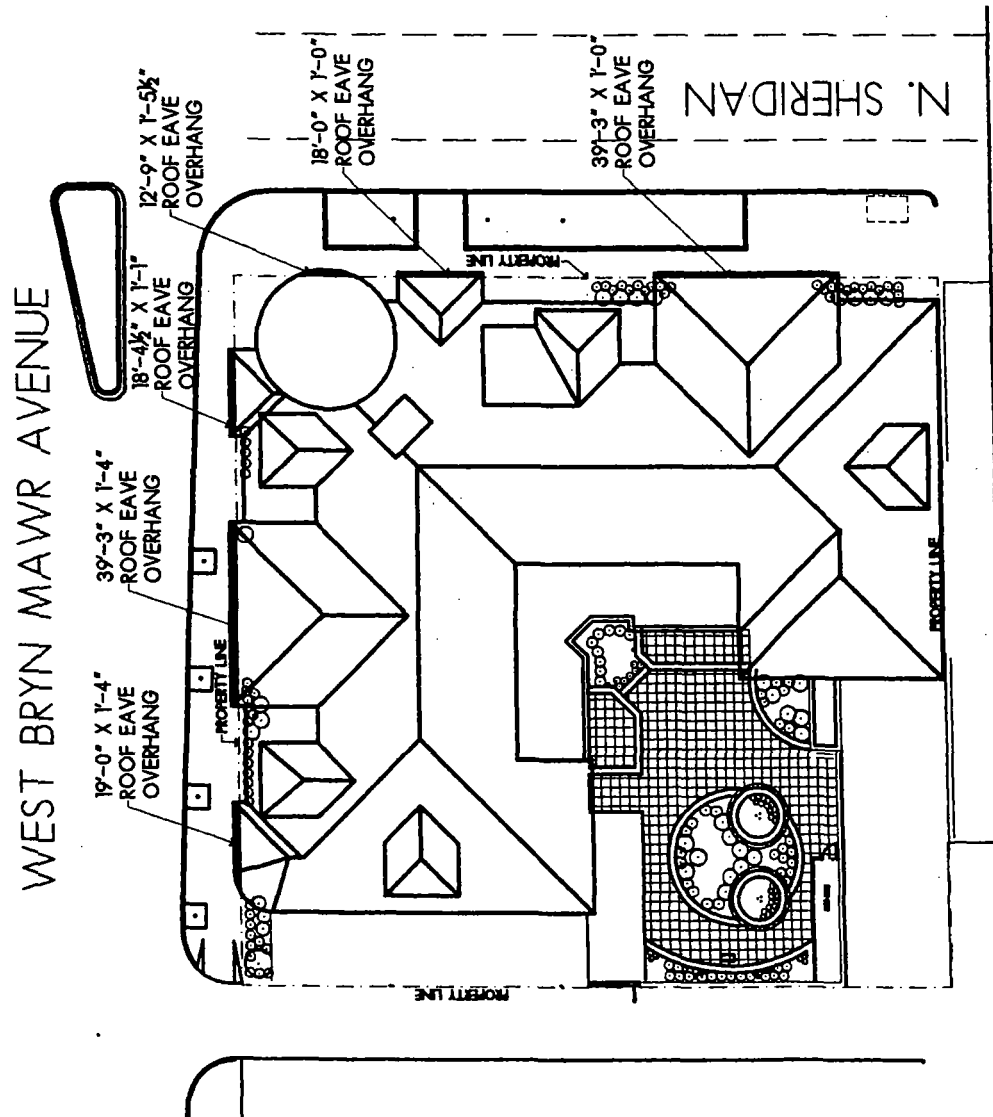 WEST BRYN MAWR AVENUE
19'-0" X 1'-4"
ROOF EAVE
OVERHANG
39'-3" X 1'-4"
ROOF EAVE
OVERHANG
18'-4½" X 1'-1"
ROOF EAVE
OVERHANG
12'-9" X 1'-5½"
ROOF EAVE
OVERHANG
18'-0" X 1'-0"
ROOF EAVE
OVERHANG
39'-3" X 1'-0"
ROOF EAVE
OVERHANG
N. SHERIDAN
PROPERTY LINE
PROPERTY LINE
PROPERTY LINE
PROPERTY LINE